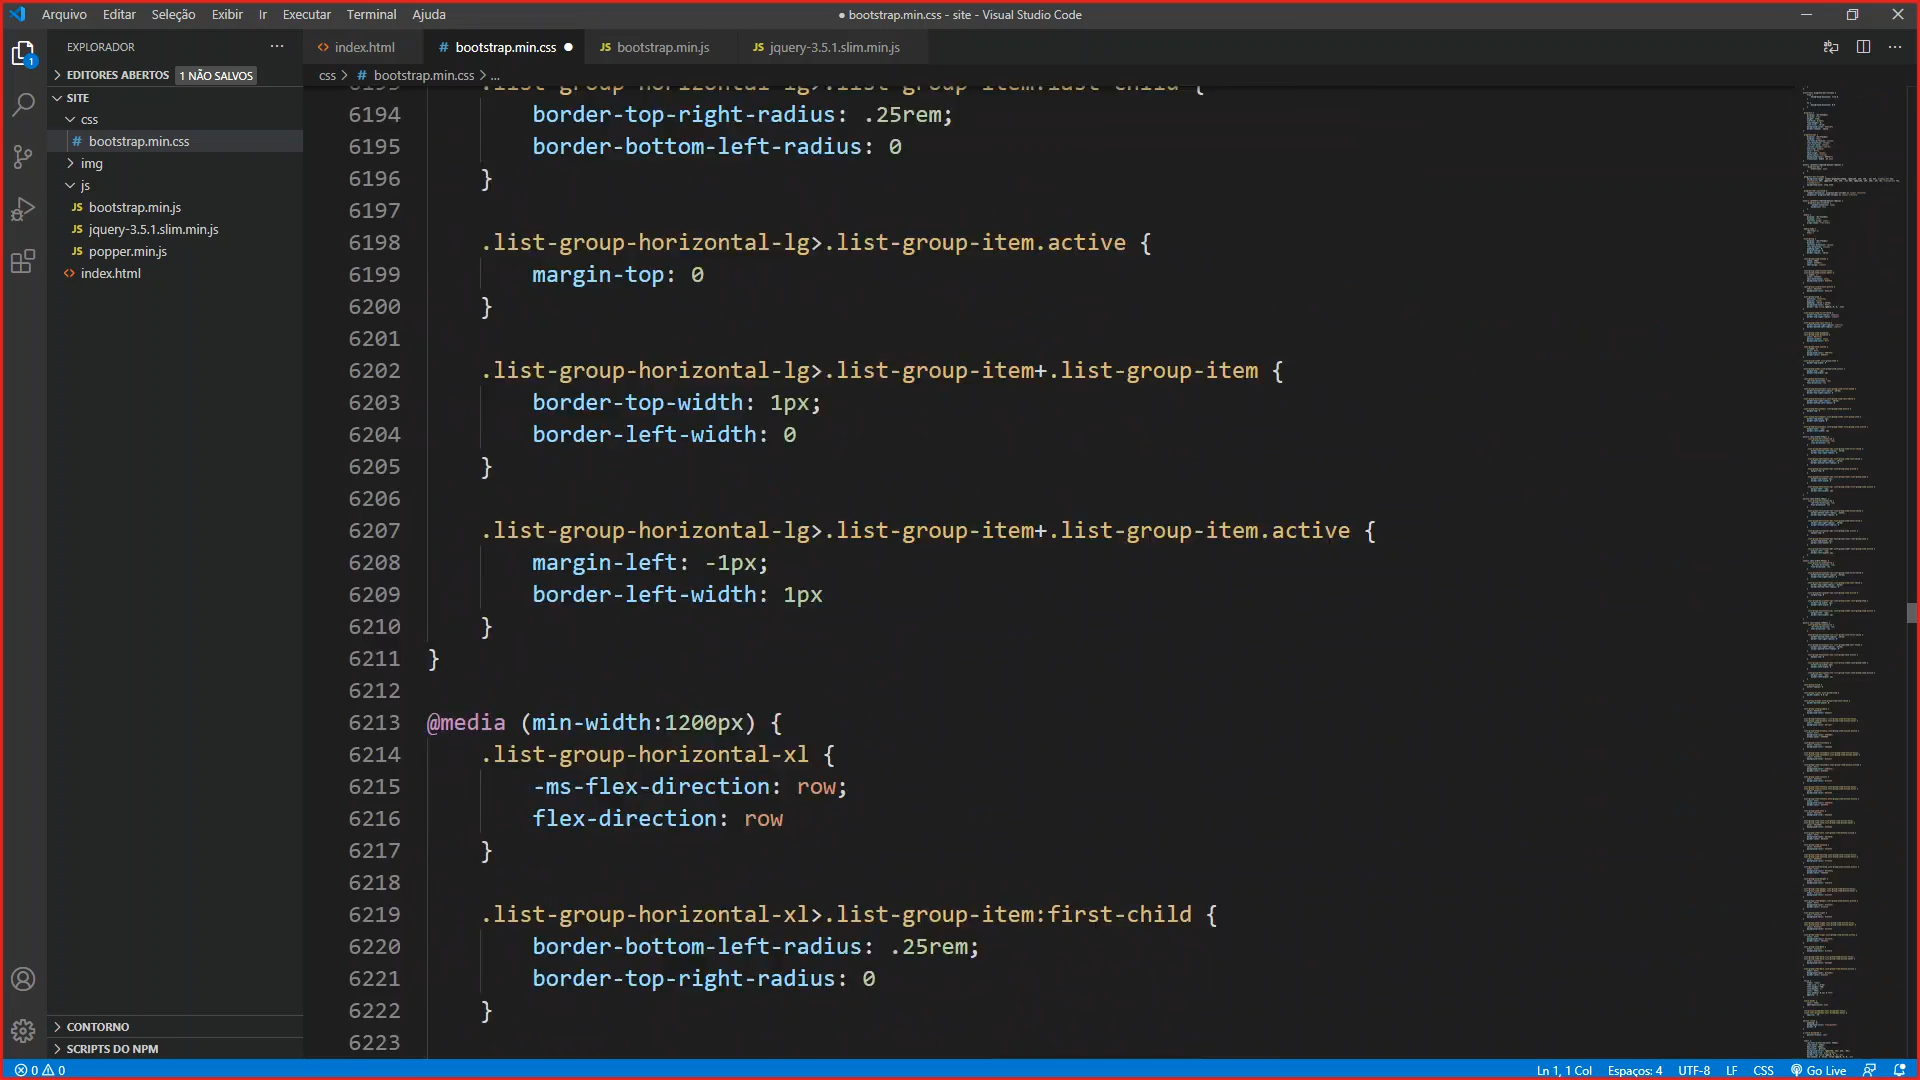 Arquivo Editar Seleção Exibir Ir Executar Terminal Ajuda
● bootstrap.min.css - site - Visual Studio Code
EXPLORADOR
EDITORES ABERTOS 1 NÃO SALVOS
SITE
css
# bootstrap.min.css
img
js
JS bootstrap.min.js
JS jquery-3.5.1.slim.min.js
JS popper.min.js
<> index.html
CONTORNO
SCRIPTS DO NPM
1
<> index.html # bootstrap.min.css ● JS bootstrap.min.js JS jquery-3.5.1.slim.min.js
css > # bootstrap.min.css > ...
6194 border-top-right-radius: .25rem;
6195 border-bottom-left-radius: 0
6196 }
6197
6198 .list-group-horizontal-lg>.list-group-item.active {
6199 margin-top: 0
6200 }
6201
6202 .list-group-horizontal-lg>.list-group-item+.list-group-item {
6203 border-top-width: 1px;
6204 border-left-width: 0
6205 }
6206
6207 .list-group-horizontal-lg>.list-group-item+.list-group-item.active {
6208 margin-left: -1px;
6209 border-left-width: 1px
6210 }
6211 }
6212
6213 @media (min-width:1200px) {
6214 .list-group-horizontal-xl {
6215 -ms-flex-direction: row;
6216 flex-direction: row
6217 }
6218
6219 .list-group-horizontal-xl>.list-group-item:first-child {
6220 border-bottom-left-radius: .25rem;
6221 border-top-right-radius: 0
6222 }
6223
0 0
Ln 1, 1 Col Espaços: 4 UTF-8 LF CSS Go Live